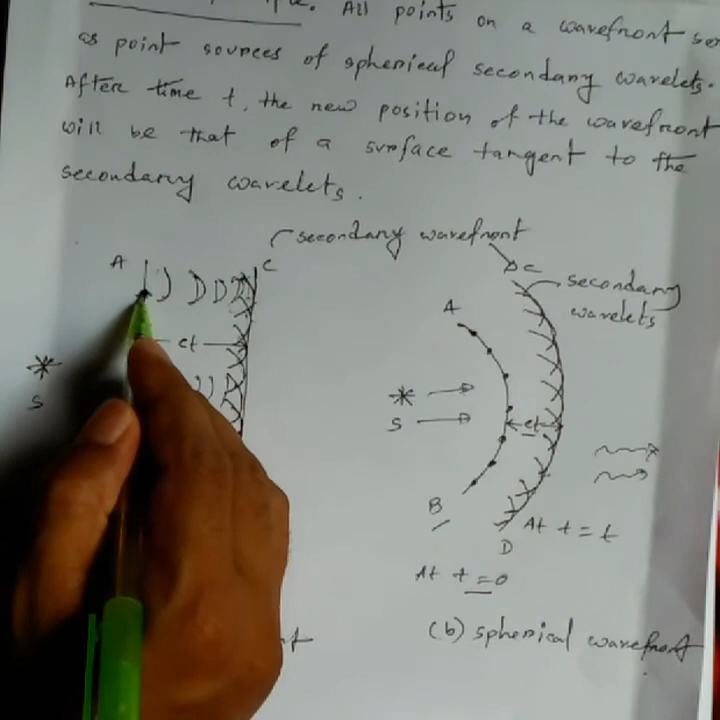 All points on a wavefront
as point sources of spherical secondary wavelets.
After time t, the new position of the wavefront
will be that of a surface tangent to the
secondary wavelets.
secondary wavefront
A
C
C
secondary
wavelets
A
ct
S
S
ct
B
D
At t = t
At t = 0
(b) spherical wavefront